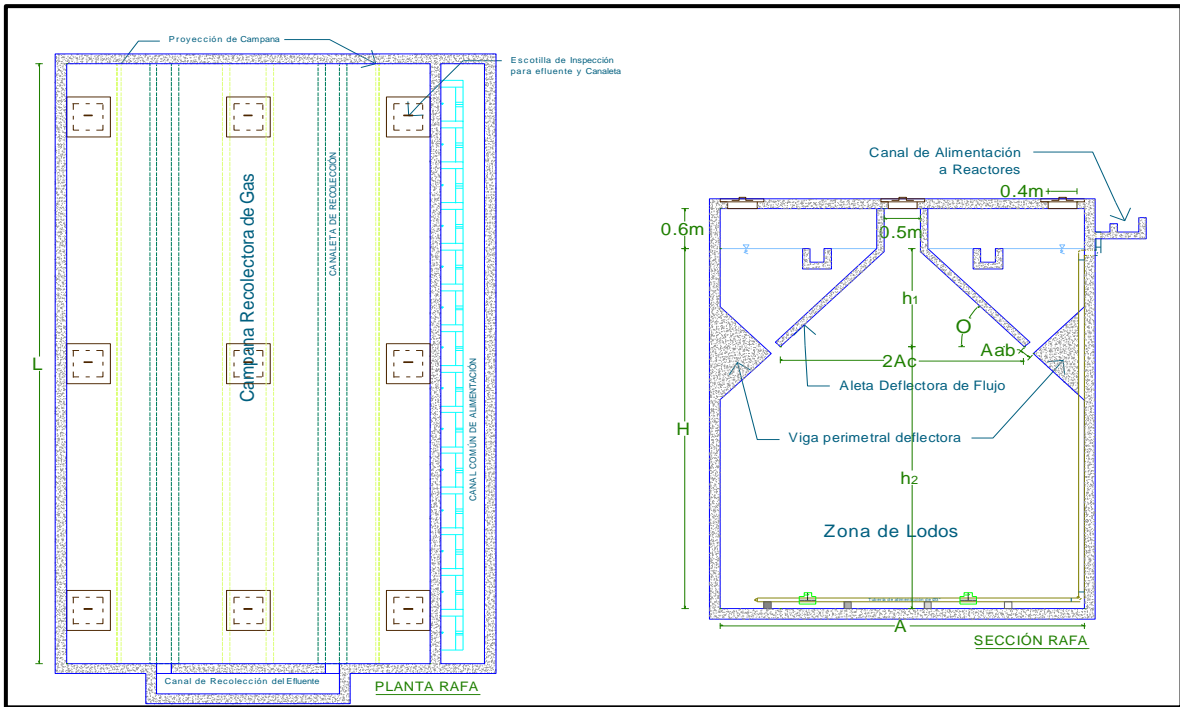 Proyección de Campana
Escotilla de Inspección
para efluente y Canaleta
L
Campana Recolectora de Gas
CANALETA DE RECOLECCIÓN
CANAL COMÚN DE ALIMENTACIÓN
Canal de Recolección del Efluente
PLANTA RAFA
Canal de Alimentación
a Reactores
0.4m
0.6m
0.5m
h1
O
Aab
2Ac
Aleta Deflectora de Flujo
H
Viga perimetral deflectora
h2
Zona de Lodos
A
SECCIÓN RAFA